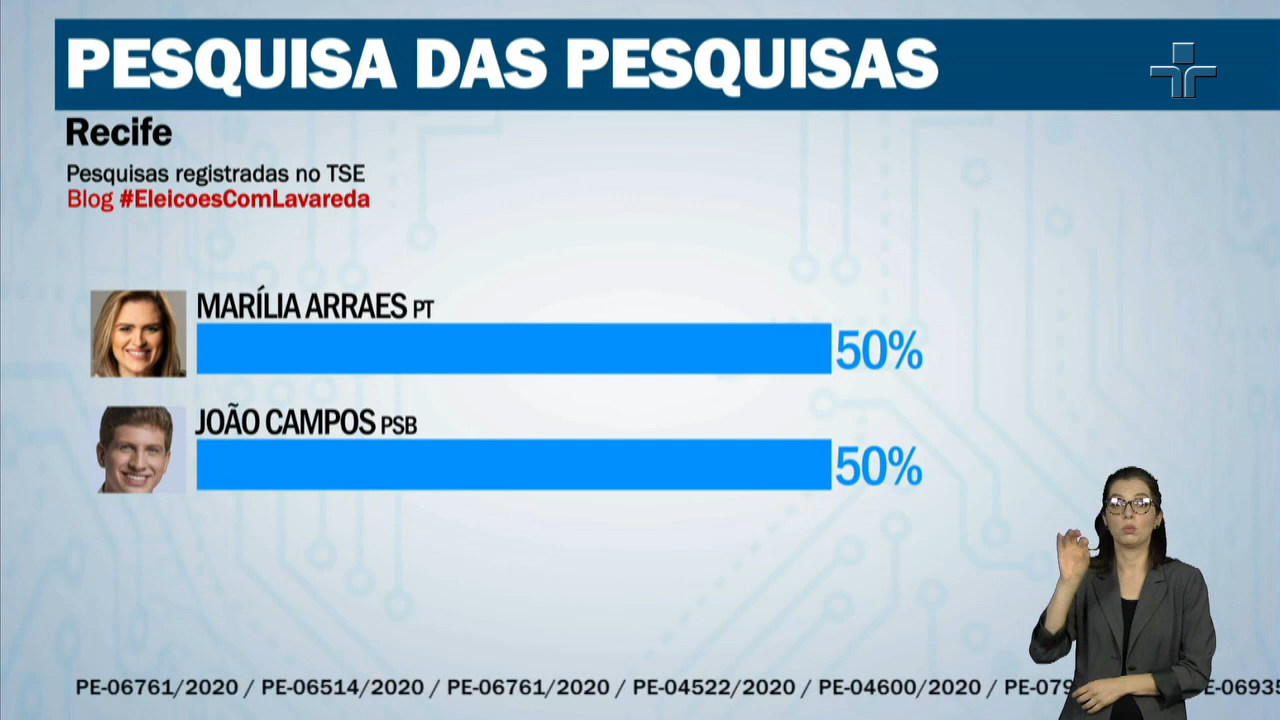 PESQUISA DAS PESQUISAS
Recife
Pesquisas registradas no TSE
Blog #EleicoesComLavareda
MARÍLIA ARRAES PT
50%
JOÃO CAMPOS PSB
50%
PE-06761/2020 / PE-06514/2020 / PE-06761/2020 / PE-04522/2020 / PE-04600/2020 /